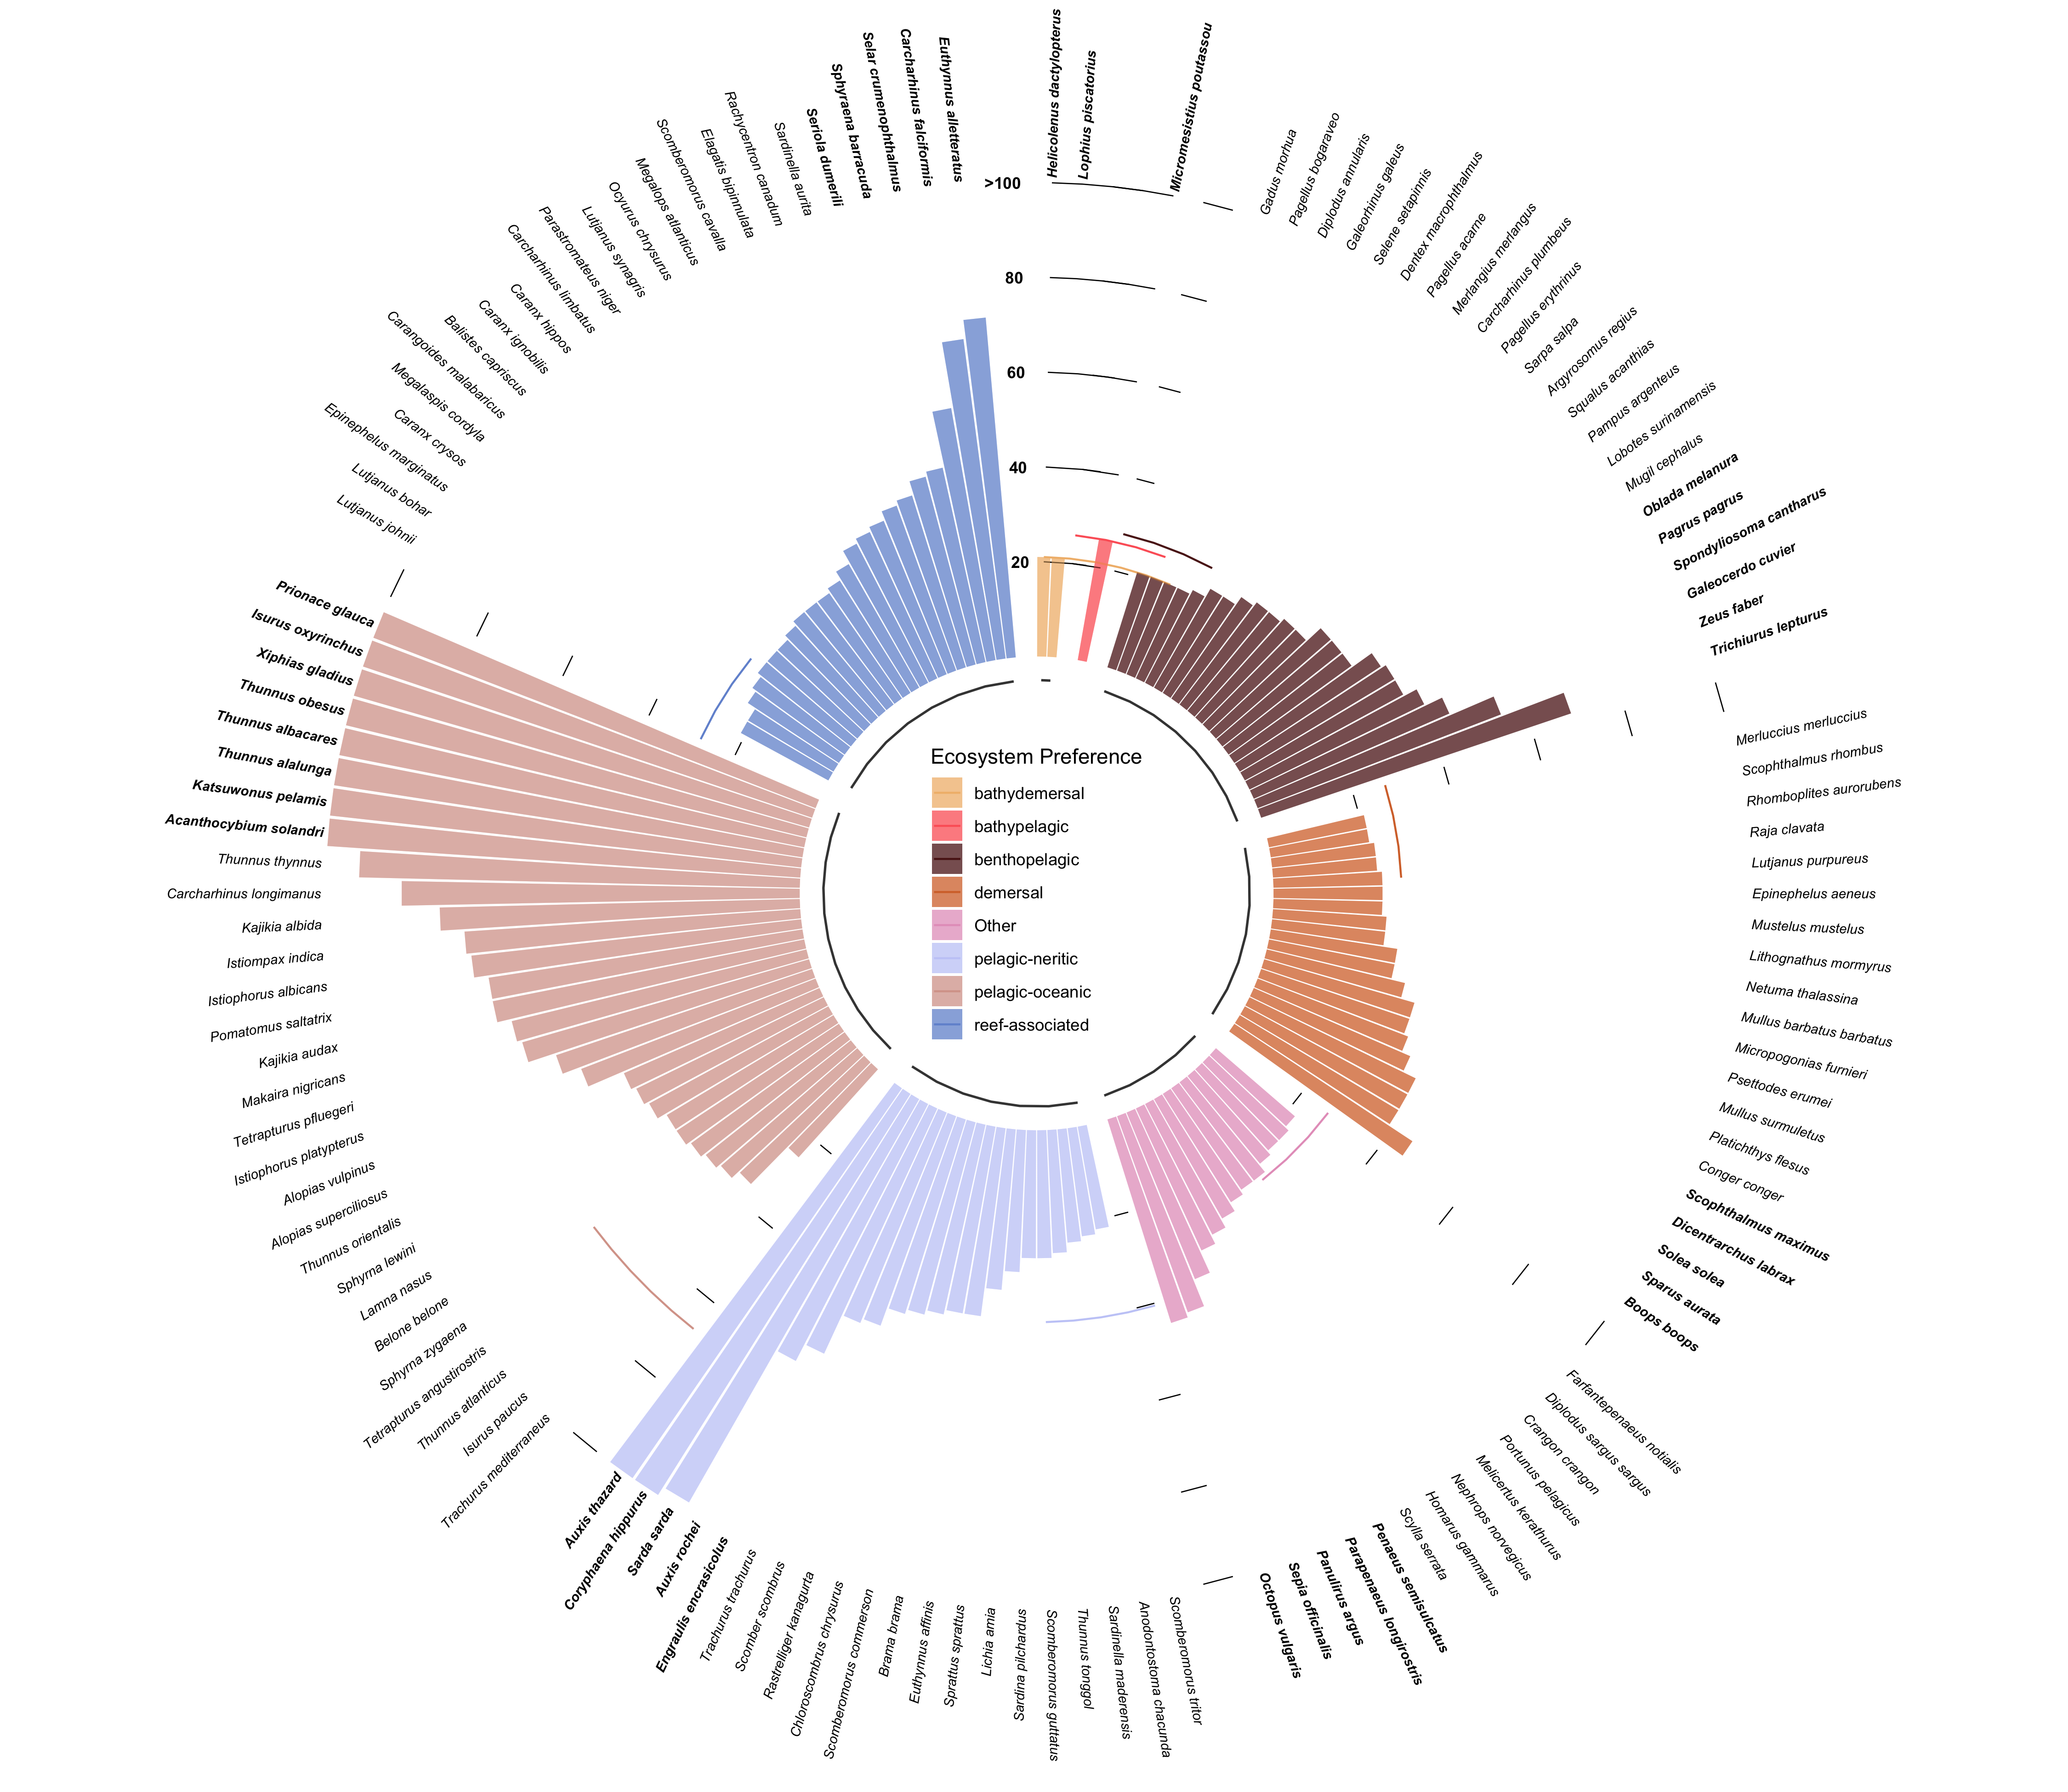 Helicolenus dactylopterus
Lophius piscatorius
Micromesistius poutassou
Gadus morhua
Pagellus bogaraveo
Diplodus annularis
Galeorhinus galeus
Selene setapinnis
Dentex macrophthalmus
Pagellus acarne
Merlangius merlangus
Carcharhinus plumbeus
Pagellus erythrinus
Sarpa salpa
Argyrosomus regius
Squalus acanthias
Pampus argenteus
Lobotes surinamensis
Mugil cephalus
Oblada melanura
Pagrus pagrus
Spondyliosoma cantharus
Galeocerdo cuvier
Zeus faber
Trichiurus lepturus
Merluccius merluccius
Scophthalmus rhombus
Rhomboplites aurorubens
Raja clavata
Lutjanus purpureus
Epinephelus aeneus
Mustelus mustelus
Lithognathus mormyrus
Netuma thalassina
Mullus barbatus barbatus
Micropogonias furnieri
Psettodes erumei
Mullus surmuletus
Platichthys flesus
Conger conger
Scophthalmus maximus
Dicentrarchus labrax
Solea solea
Sparus aurata
Boops boops
Farfantepenaeus notialis
Diplodus sargus sargus
Crangon crangon
Portunus pelagicus
Melicertus kerathurus
Nephrops norvegicus
Homarus gammarus
Scylla serrata
Penaeus semisulcatus
Parapenaeus longirostris
Panulirus argus
Sepia officinalis
Octopus vulgaris
Scomberomorus tritor
Anodontostoma chacunda
Sardinella maderensis
Thunnus tonggol
Scomberomorus guttatus
Sardina pilchardus
Lichia amia
Sprattus sprattus
Euthynnus affinis
Brama brama
Scomberomorus commerson
Chloroscombrus chrysurus
Rastrelliger kanagurta
Scomber scombrus
Trachurus trachurus
Engraulis encrasicolus
Auxis rochei
Sarda sarda
Coryphaena hippurus
Auxis thazard
Trachurus mediterraneus
Isurus paucus
Thunnus atlanticus
Tetrapturus angustirostris
Sphyrna zygaena
Belone belone
Lamna nasus
Sphyrna lewini
Thunnus orientalis
Alopias superciliosus
Alopias vulpinus
Istiophorus platypterus
Tetrapturus pfluegeri
Makaira nigricans
Kajikia audax
Pomatomus saltatrix
Istiophorus albicans
Istiompax indica
Kajikia albida
Carcharhinus longimanus
Thunnus thynnus
Acanthocybium solandri
Katsuwonus pelamis
Thunnus alalunga
Thunnus albacares
Thunnus obesus
Xiphias gladius
Isurus oxyrinchus
Prionace glauca
Lutjanus johnii
Lutjanus bohar
Epinephelus marginatus
Caranx crysos
Megalaspis cordyla
Carangoides malabaricus
Balistes capriscus
Caranx ignobilis
Caranx hippos
Carcharhinus limbatus
Parastromateus niger
Lutjanus synagris
Ocyurus chrysurus
Megalops atlanticus
Scomberomorus cavalla
Elagatis bipinnulata
Rachycentron canadum
Sardinella aurita
Seriola dumerili
Sphyraena barracuda
Selar crumenophthalmus
Carcharhinus falciformis
Euthynnus alletteratus
>100
80
60
40
20
Ecosystem Preference
bathydemersal
bathypelagic
benthopelagic
demersal
Other
pelagic-neritic
pelagic-oceanic
reef-associated